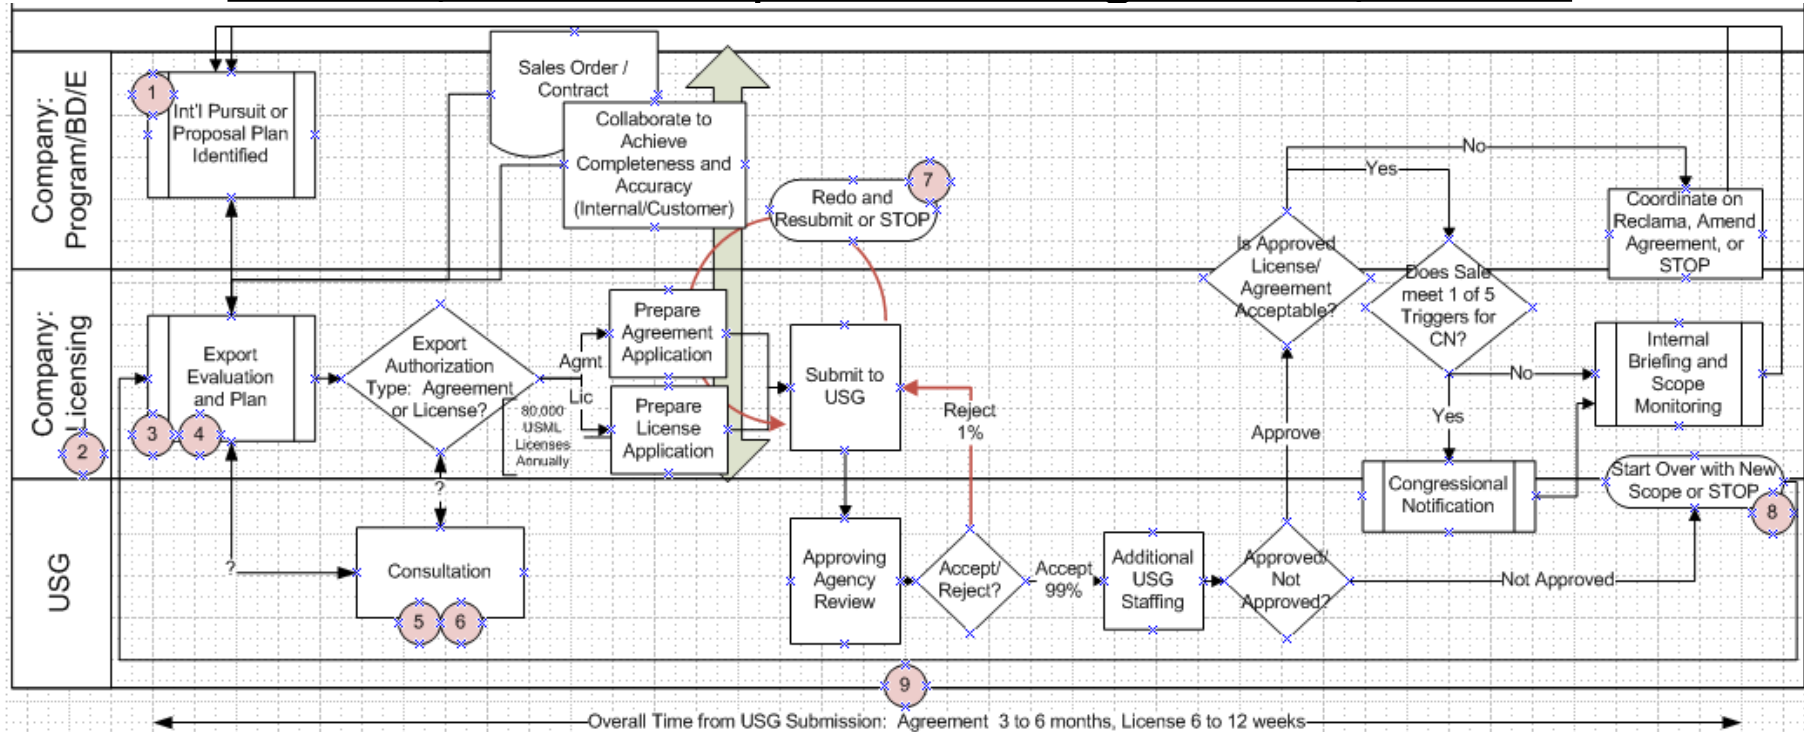 Company:
Program/BD/E
1
Int'l Pursuit or
Proposal Plan
Identified
Sales Order /
Contract
Collaborate to
Achieve
Completeness and
Accuracy
(Internal/Customer)
7
Redo and
Resubmit or STOP
No
Yes
Coordinate on
Reclama, Amend
Agreement, or
STOP
Company:
Licensing
2
Export
Evaluation
and Plan
3
4
Export
Authorization
Type: Agreement
or License?
Agmt
Lic
80,000
USML
Licenses
Annually
Prepare
Agreement
Application
Prepare
License
Application
Submit to
USG
Reject
1%
Is Approved
License/
Agreement
Acceptable?
Does Sale
meet 1 of 5
Triggers for
CN?
No
Yes
Approve
Internal
Briefing and
Scope
Monitoring
Congressional
Notification
Start Over with New
Scope or STOP
8
USG
?
?
Consultation
5
6
Approving
Agency
Review
Accept/
Reject?
Accept
99%
Additional
USG
Staffing
Approved/
Not
Approved?
Not Approved
9
Overall Time from USG Submission: Agreement 3 to 6 months, License 6 to 12 weeks